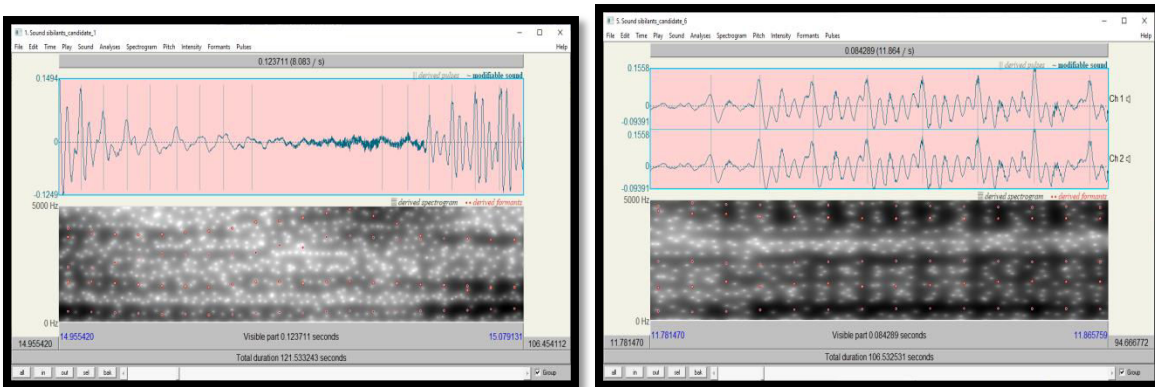 1. Sound sibilants_candidate_1
File Edit Time Play Sound Analyses Spectrogram Pitch Intensity Formants Pulses Help
0.123711 (8.083 / s)
derived pulses ~ modifiable sound
0.1494
0
-0.1249
derived spectrogram •• derived formants
5000 Hz
0 Hz
14.955420 Visible part 0.123711 seconds 15.079131
14.955420 106.454112
Total duration 121.533243 seconds
all in out sel bak Group
5. Sound sibilants_candidate_6
File Edit Time Play Sound Analyses Spectrogram Pitch Intensity Formants Pulses Help
0.084289 (11.864 / s)
derived pulses ~ modifiable sound
0.1558
0 Ch 1
-0.09391
0.1558
0 Ch 2
-0.09391
derived spectrogram •• derived formants
5000 Hz
0 Hz
11.781470 Visible part 0.084289 seconds 11.865759
11.781470 94.666772
Total duration 106.532531 seconds
all in out sel bak Group